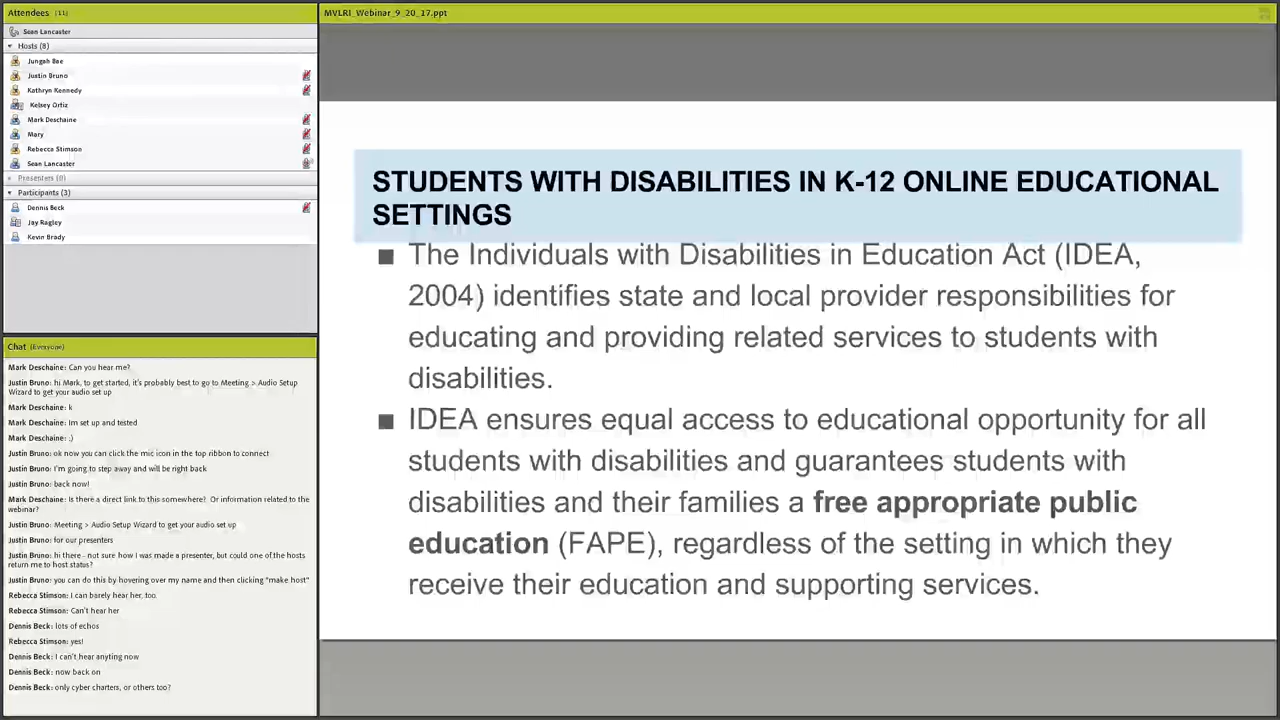 Attendees (11)
Sean Lancaster
Hosts (8)
Jungah Bae
Justin Bruno
Kathryn Kennedy
Kelsey Ortiz
Mark Deschaine
Mary
Rebecca Stimson
Sean Lancaster
Presenters (0)
Participants (3)
Dennis Beck
Jay Ragley
Kevin Brady
Chat (Everyone)
Mark Deschaine: Can you hear me?
Justin Bruno: hi Mark, to get started, it's probably best to go to Meeting > Audio Setup
Wizard to get your audio set up
Mark Deschaine: k
Mark Deschaine: Im set up and tested
Mark Deschaine: :)
Justin Bruno: ok now you can click the mic icon in the top ribbon to connect
Justin Bruno: I'm going to step away and will be right back
Justin Bruno: back now!
Mark Deschaine: Is there a direct link to this somewhere? Or information related to the
webinar?
Justin Bruno: Meeting > Audio Setup Wizard to get your audio set up
Justin Bruno: for our presenters
Justin Bruno: hi there - not sure how I was made a presenter, but could one of the hosts
return me to host status?
Justin Bruno: you can do this by hovering over my name and then clicking "make host"
Rebecca Stimson: I can barely hear her, too.
Rebecca Stimson: Can't hear her
Dennis Beck: lots of echos
Rebecca Stimson: yes!
Dennis Beck: I can't hear anyting now
Dennis Beck: now back on
Dennis Beck: only cyber charters, or others too?
MVLRI_Webinar_9_20_17.ppt
STUDENTS WITH DISABILITIES IN K-12 ONLINE EDUCATIONAL
SETTINGS
■ The Individuals with Disabilities in Education Act (IDEA,
2004) identifies state and local provider responsibilities for
educating and providing related services to students with
disabilities.
■ IDEA ensures equal access to educational opportunity for all
students with disabilities and guarantees students with
disabilities and their families a free appropriate public
education (FAPE), regardless of the setting in which they
receive their education and supporting services.